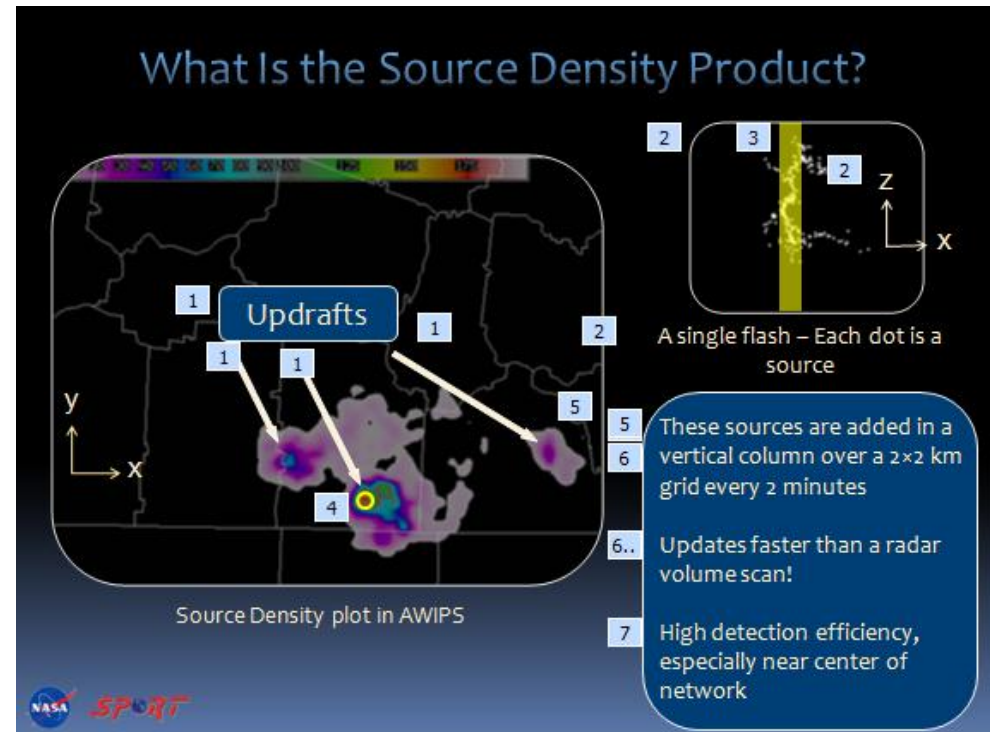 What Is the Source Density Product?
2
3
2
z
x
125
150
175
1
Updrafts
1
1
1
2
A single flash – Each dot is a
source
y
x
5
4
5
These sources are added in a
6
vertical column over a 2×2 km
grid every 2 minutes
6..
Updates faster than a radar
volume scan!
7
High detection efficiency,
especially near center of
network
Source Density plot in AWIPS
NASA
SPoRT